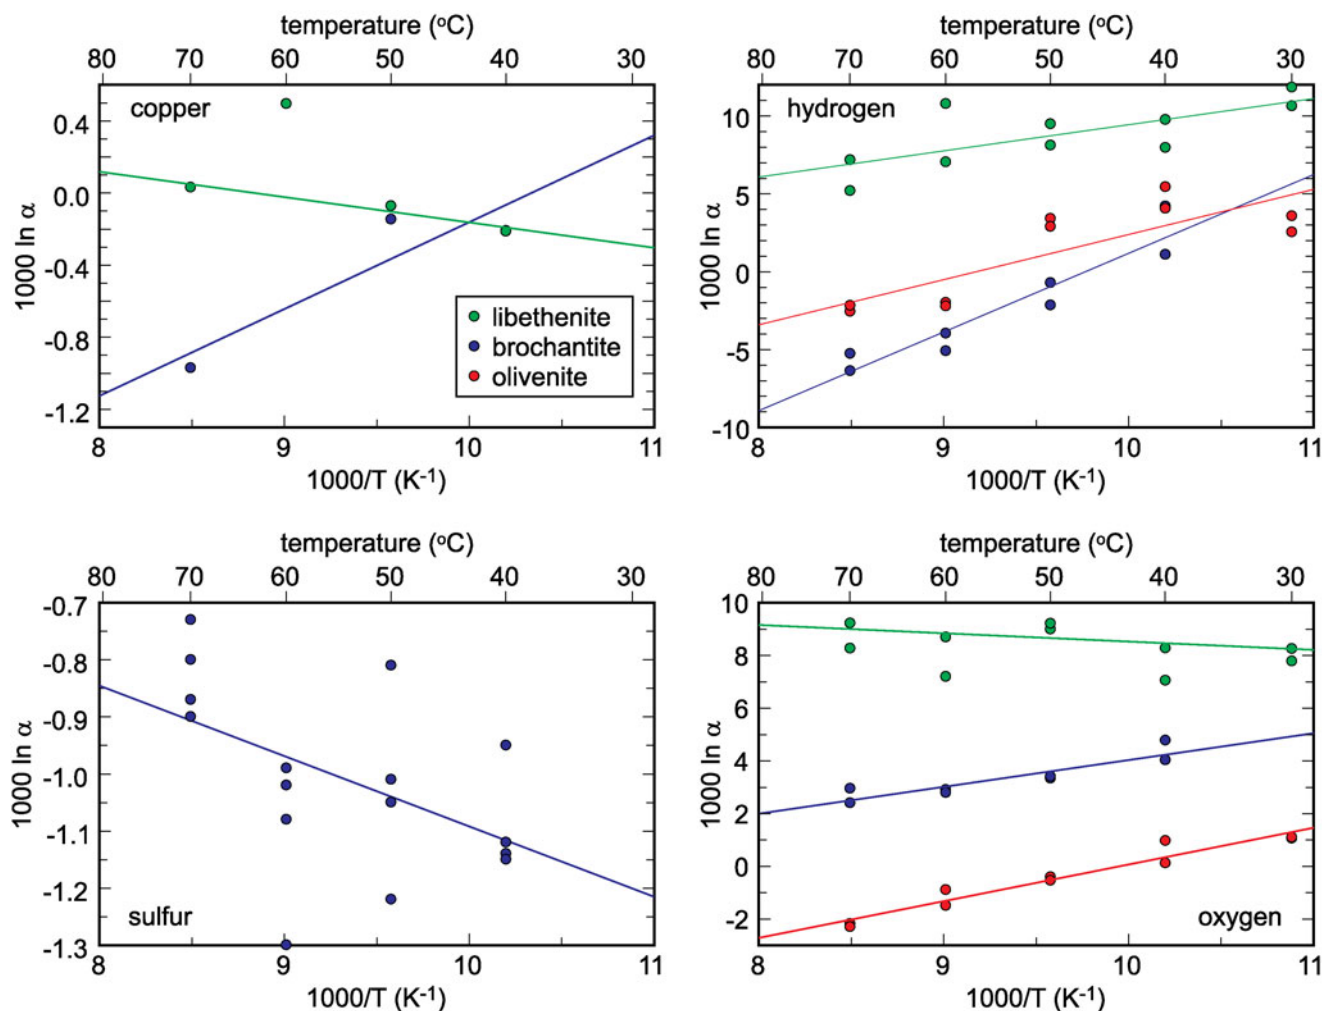 temperature (°C)
80 70 60 50 40 30
copper
0.4
0.0
-0.4
-0.8
-1.2
1000 ln α
libethenite
brochantite
olivenite
8 9 10 11
1000/T (K⁻¹)
temperature (°C)
80 70 60 50 40 30
hydrogen
10
5
0
-5
-10
1000 ln α
8 9 10 11
1000/T (K⁻¹)
temperature (°C)
80 70 60 50 40 30
-0.7
-0.8
-0.9
-1.0
-1.1
-1.2
-1.3
1000 ln α
sulfur
8 9 10 11
1000/T (K⁻¹)
temperature (°C)
80 70 60 50 40 30
10
8
6
4
2
0
-2
1000 ln α
oxygen
8 9 10 11
1000/T (K⁻¹)